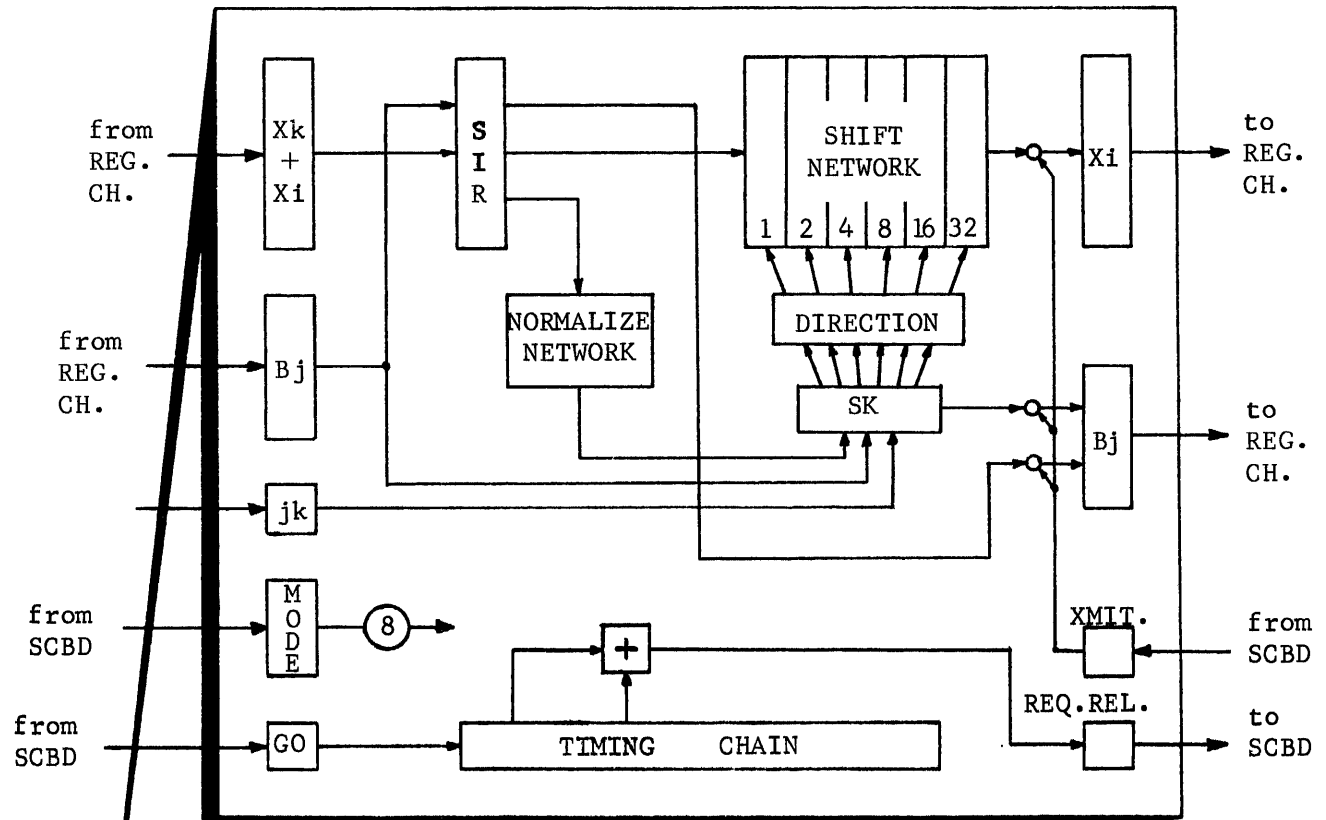 from
REG.
CH.
Xk
+
Xi
S
I
R
SHIFT
NETWORK
1 2 4 8 16 32
Xi
to
REG.
CH.
NORMALIZE
NETWORK
DIRECTION
from
REG.
CH.
Bj
SK
Bj
to
REG.
CH.
jk
from
SCBD
M
O
D
E
8
+
XMIT.
from
SCBD
REQ.REL.
from
SCBD
GO
TIMING CHAIN
to
SCBD